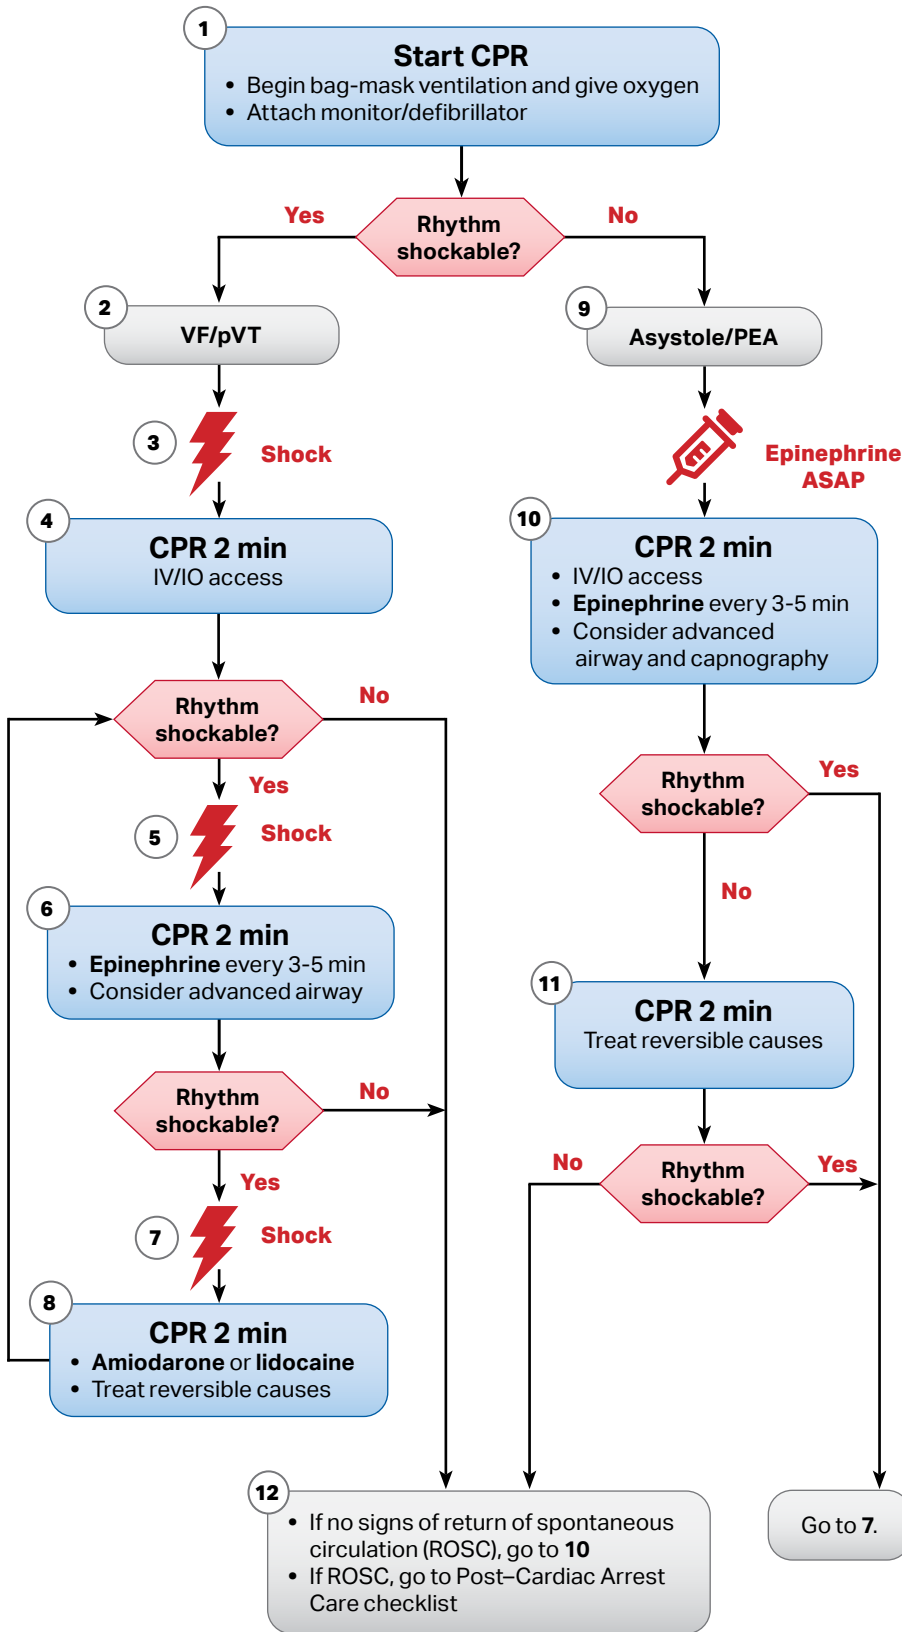 1
Start CPR
• Begin bag-mask ventilation and give oxygen
• Attach monitor/defibrillator
Rhythm
shockable?
Yes
No
2
VF/pVT
3
Shock
4
CPR 2 min
IV/IO access
Rhythm
shockable?
No
Yes
5
Shock
6
CPR 2 min
• Epinephrine every 3-5 min
• Consider advanced airway
Rhythm
shockable?
No
Yes
7
Shock
8
CPR 2 min
• Amiodarone or lidocaine
• Treat reversible causes
9
Asystole/PEA
Epinephrine
ASAP
10
CPR 2 min
• IV/IO access
• Epinephrine every 3-5 min
• Consider advanced
airway and capnography
Rhythm
shockable?
Yes
No
11
CPR 2 min
Treat reversible causes
Rhythm
shockable?
No
Yes
12
• If no signs of return of spontaneous
circulation (ROSC), go to 10
• If ROSC, go to Post–Cardiac Arrest
Care checklist
Go to 7.